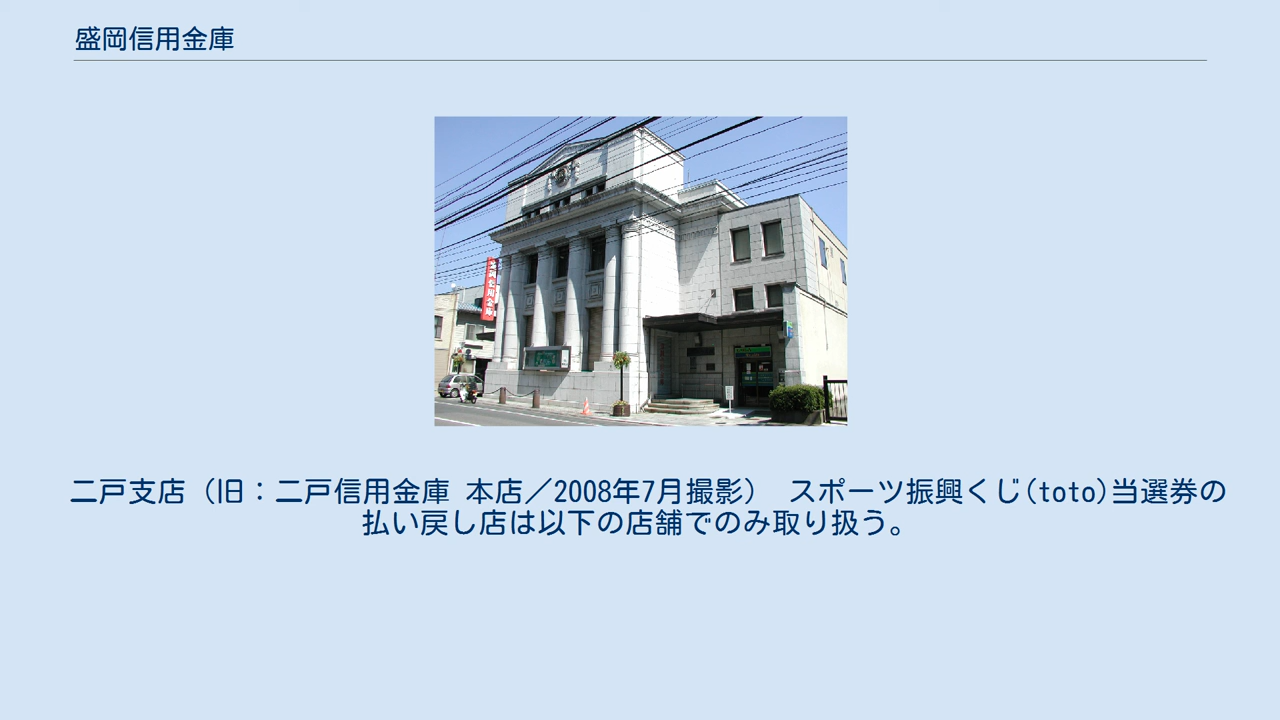 盛岡信用金庫
二戸支店（旧：二戸信用金庫 本店／2008年7月撮影） スポーツ振興くじ(toto)当選券の
払い戻し店は以下の店舗でのみ取り扱う。